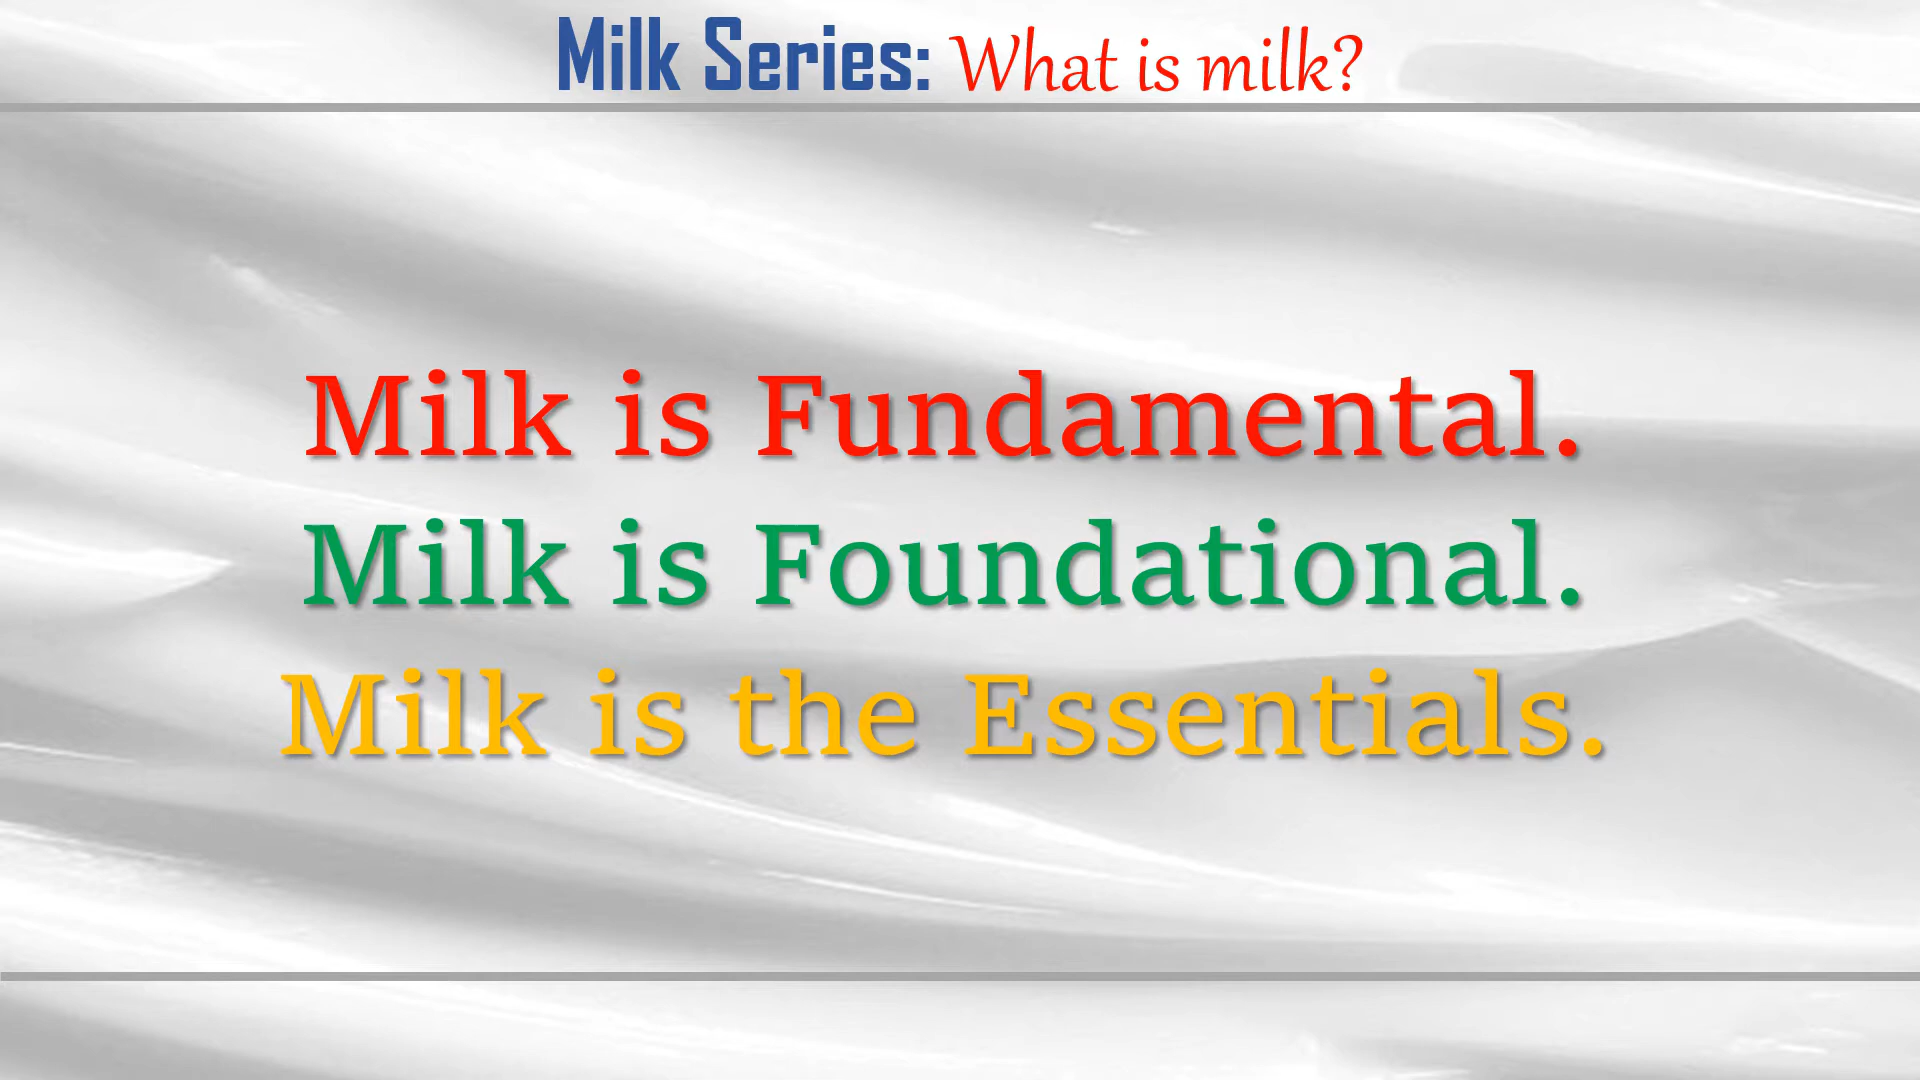 Milk Series: What is milk?
Milk is Fundamental.
Milk is Foundational.
Milk is the Essentials.